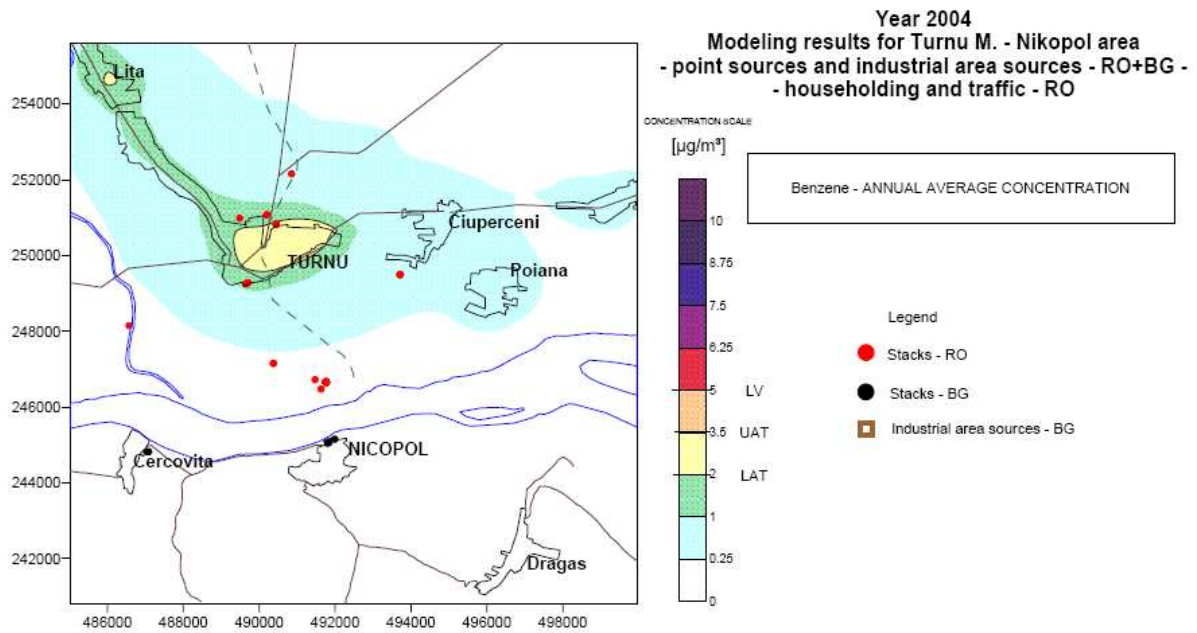 Year 2004
Modeling results for Turnu M. - Nikopol area
- point sources and industrial area sources - RO+BG -
- householding and traffic - RO
CONCENTRATION SCALE
[µg/m³]
Benzene - ANNUAL AVERAGE CONCENTRATION
10
8.75
7.5
6.25
5
3.5
2
1
0.25
0
LV
UAT
LAT
Legend
Stacks - RO
Stacks - BG
Industrial area sources - BG
254000
252000
250000
248000
246000
244000
242000
486000 488000 490000 492000 494000 496000 498000
Lita
Ciuperceni
TURNU
Poiana
NICOPOL
Cercovita
Dragas